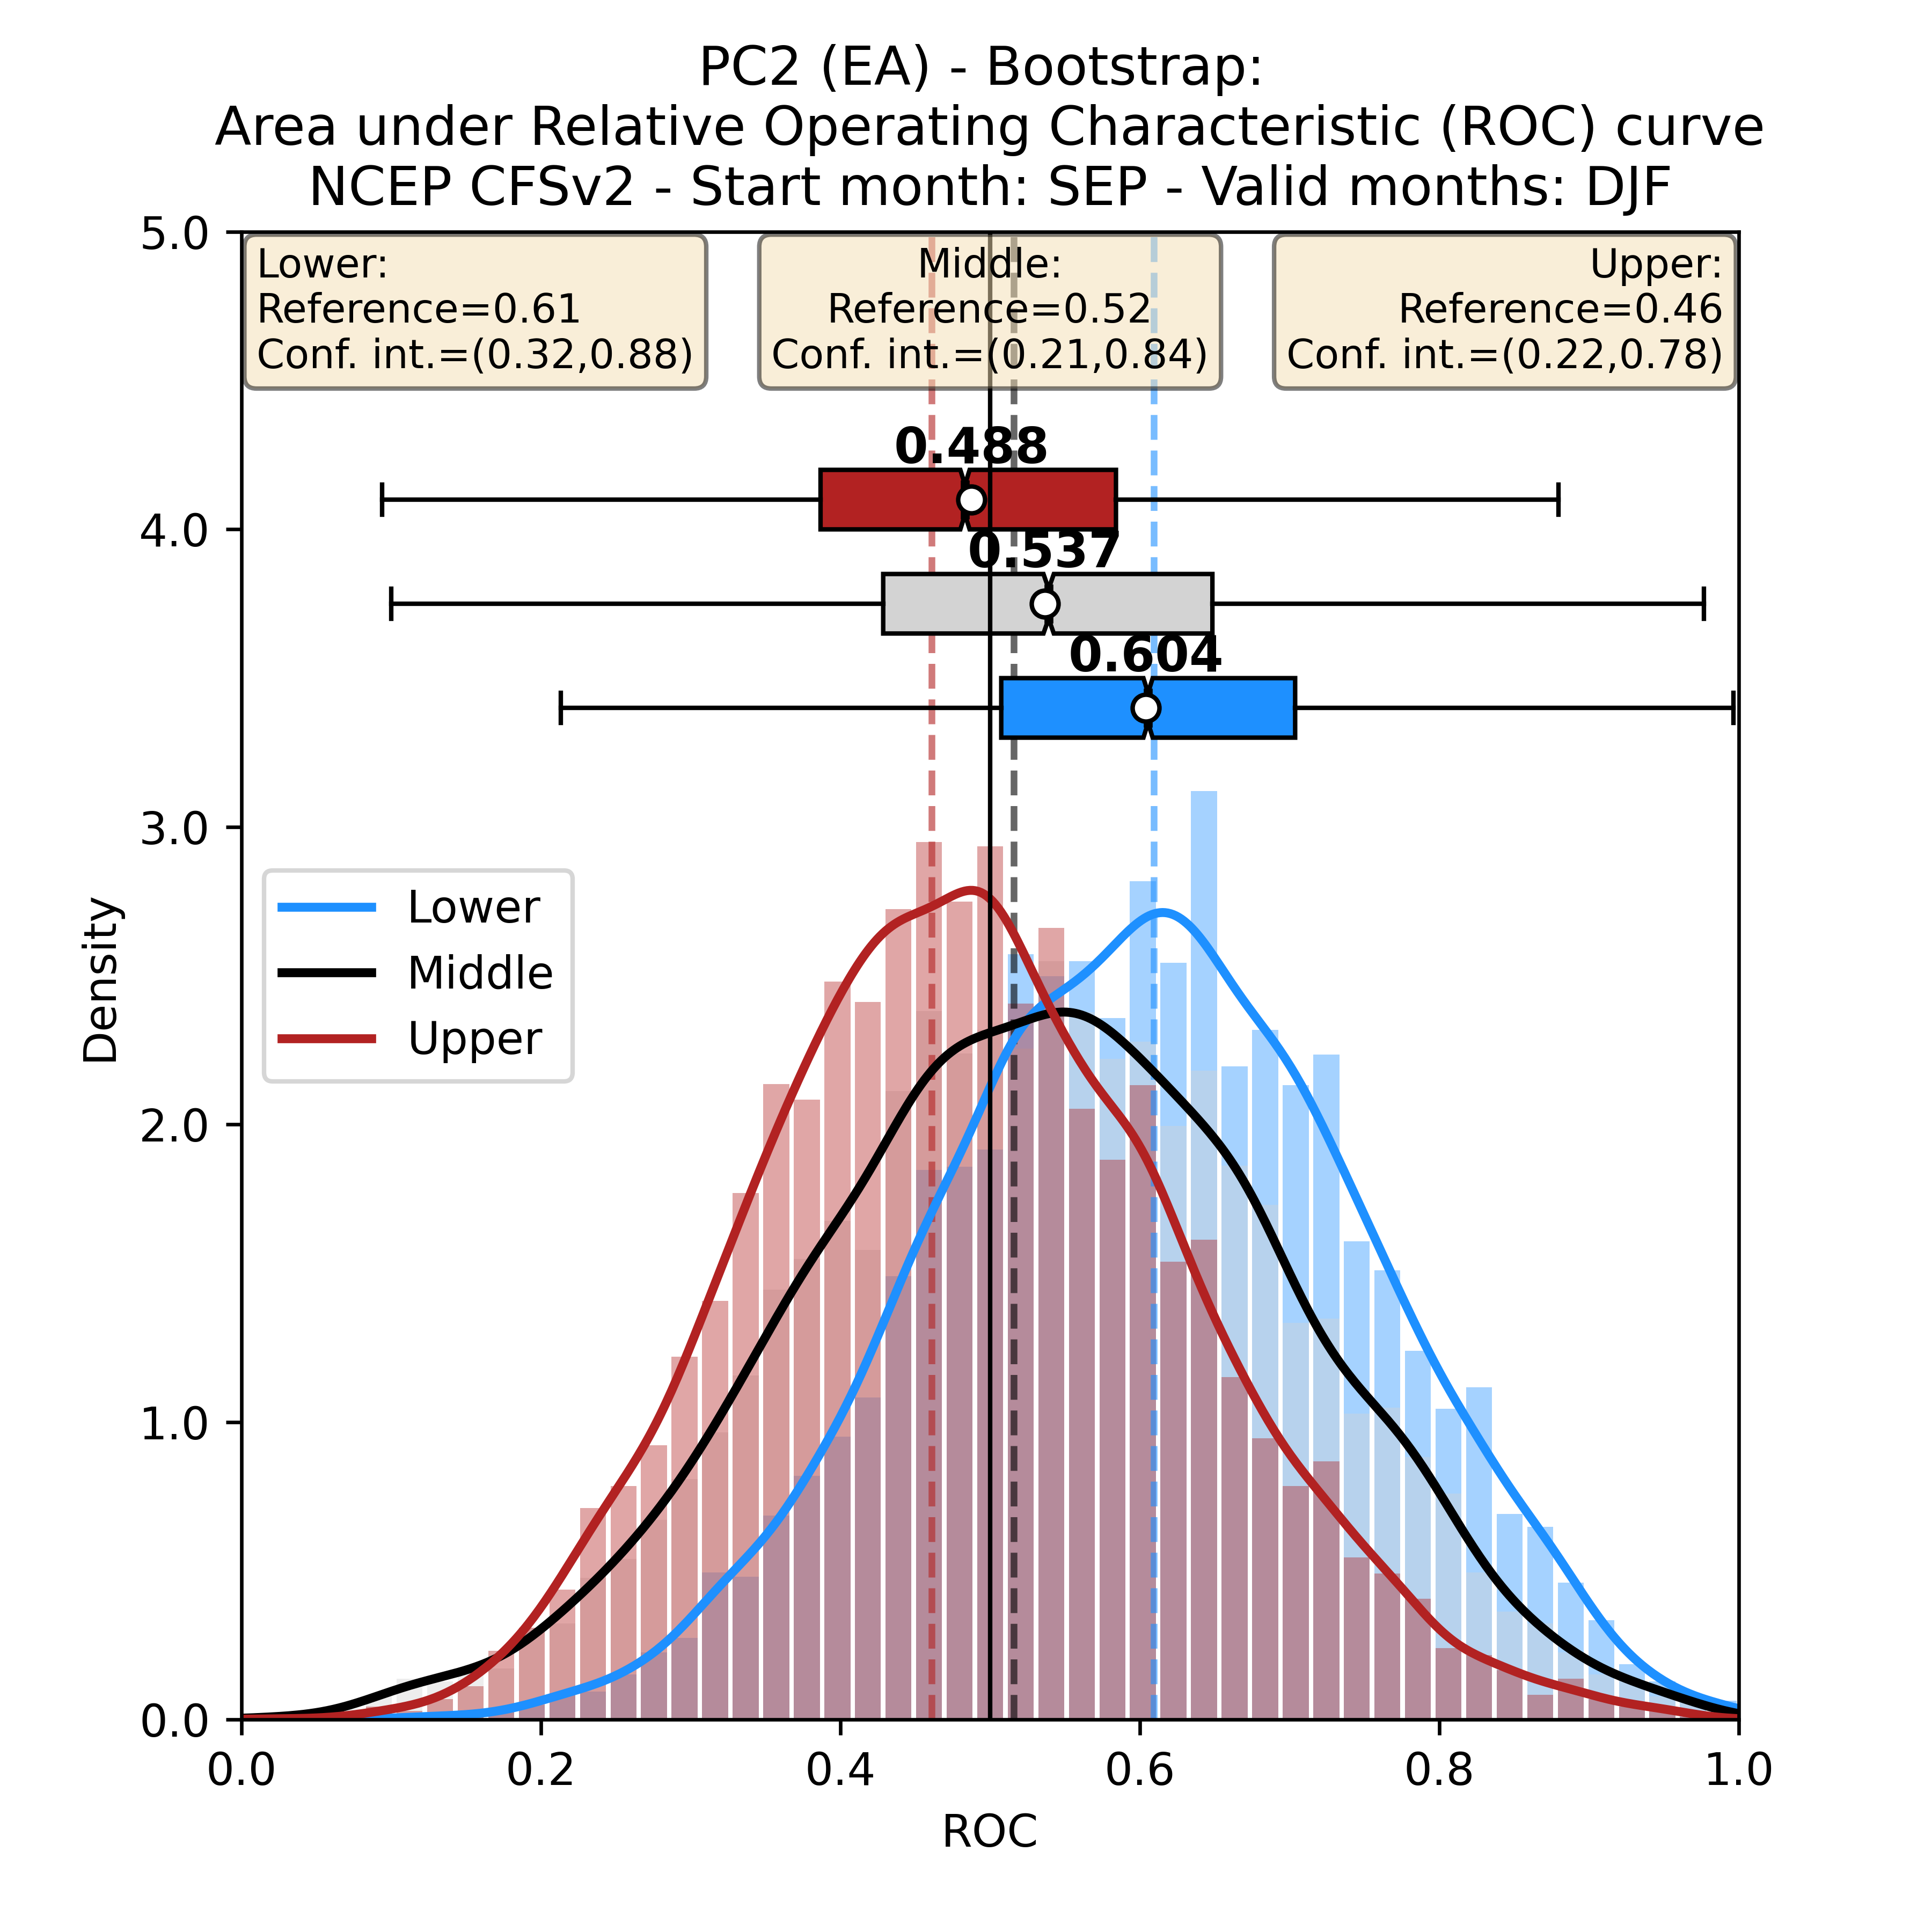 PC2 (EA) - Bootstrap:
Area under Relative Operating Characteristic (ROC) curve
NCEP CFSv2 - Start month: SEP - Valid months: DJF
Lower:
Reference=0.61
Conf. int.=(0.32,0.88)
Middle:
Reference=0.52
Conf. int.=(0.21,0.84)
Upper:
Reference=0.46
Conf. int.=(0.22,0.78)
0.488
0.537
0.604
Lower
Middle
Upper
Density
5.0
4.0
3.0
2.0
1.0
0.0
0.0 0.2 0.4 0.6 0.8 1.0
ROC